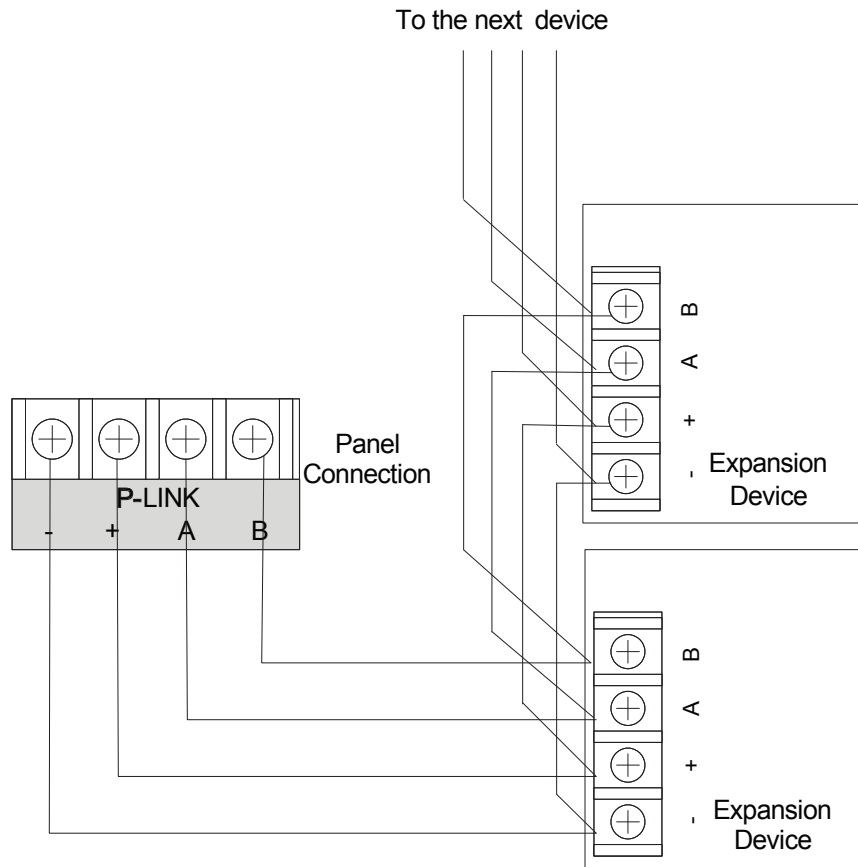 To the next device
B
A
+
-
Expansion
Device
Panel
Connection
P-LINK
- + A B
B
A
+
-
Expansion
Device